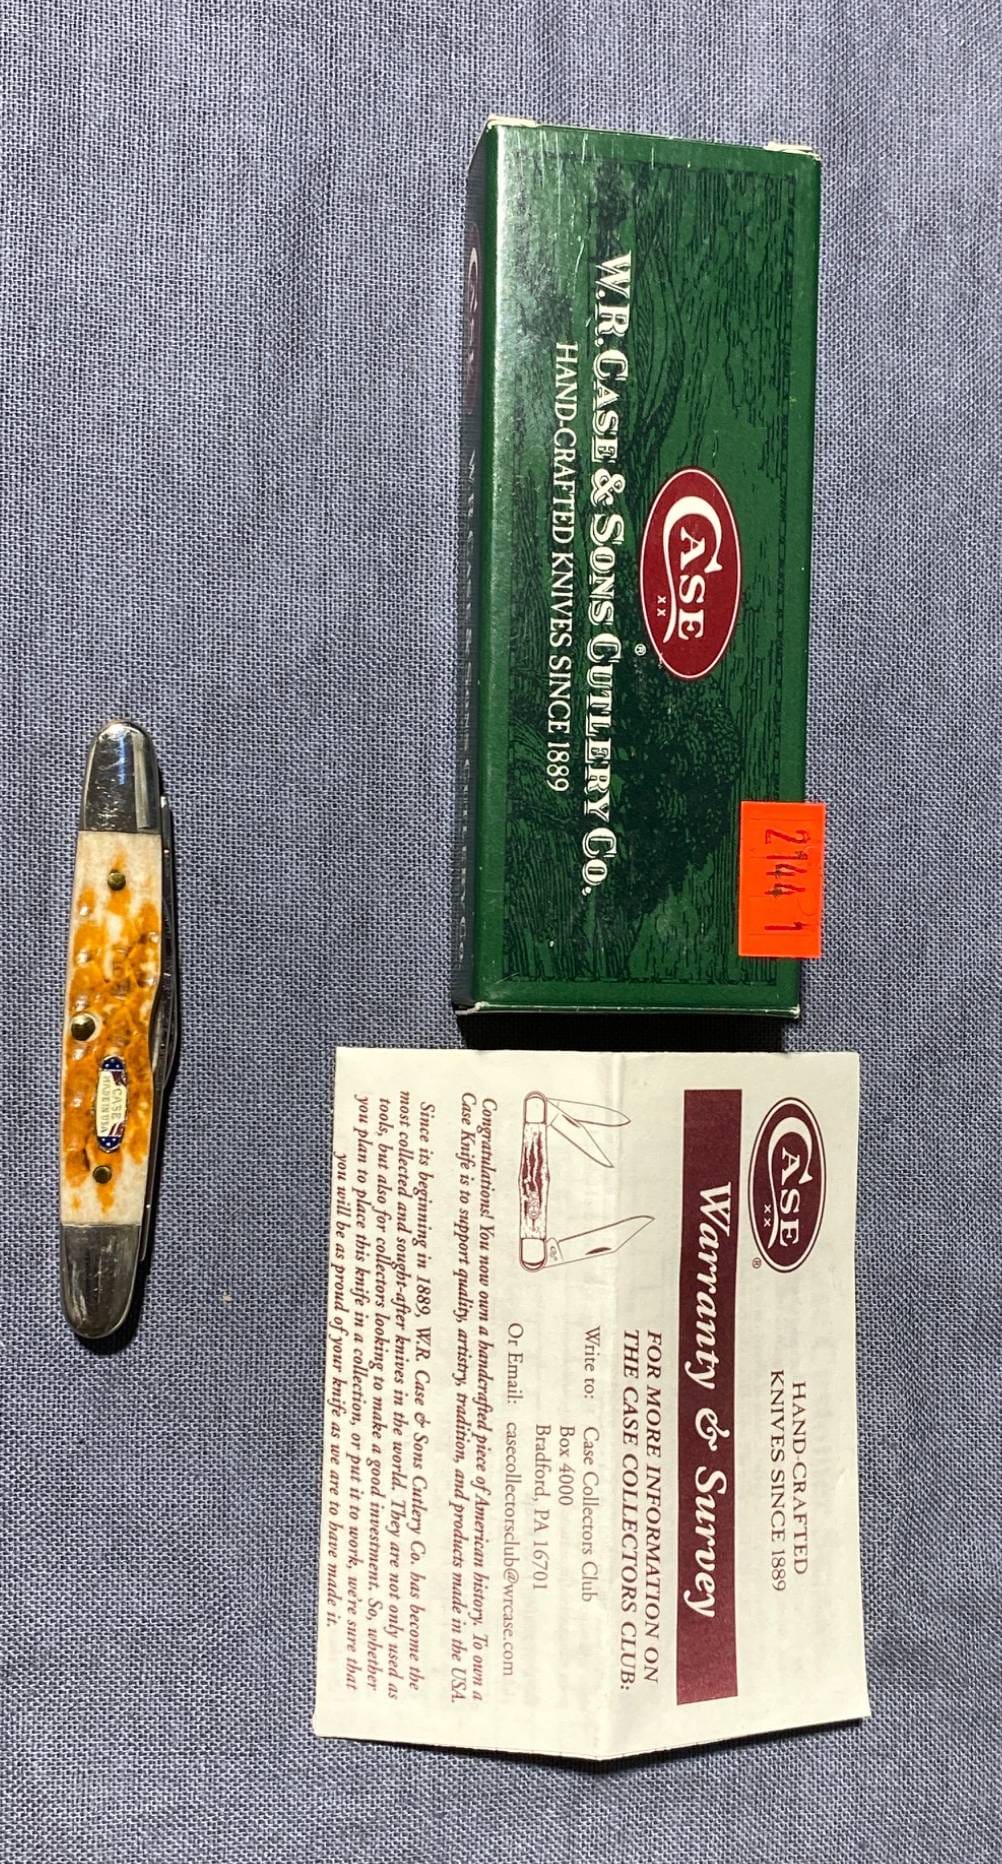 CASE
XX
®
W.R. CASE & SONS CUTLERY CO.
HAND-CRAFTED KNIVES SINCE 1889
2144 1
CASE
XX
®
HAND-CRAFTED
KNIVES SINCE 1889
Warranty & Survey
FOR MORE INFORMATION ON
THE CASE COLLECTORS CLUB:
Write to: Case Collectors Club
Box 4000
Bradford, PA 16701
Or Email: casecollectorsclub@wrcase.com
Congratulations! You now own a handcrafted piece of American history. To own a
Case Knife is to support quality, artistry, tradition, and products made in the USA.
Since its beginning in 1889, W.R. Case & Sons Cutlery Co. has become the
most collected and sought-after knives in the world. They are not only used as
tools, but also for collectors looking to make a good investment. So, whether
you plan to place this knife in a collection, or put it to work, we're sure that
you will be as proud of your knife as we are to have made it.
CASE
MADE IN USA